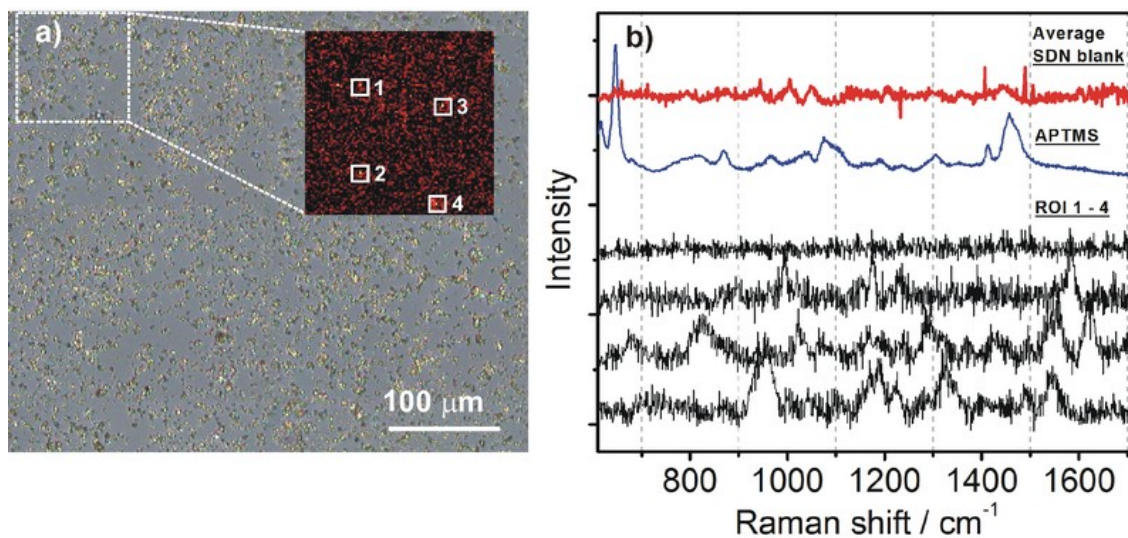 a)
1
3
2
4
100 μm
b)
Average
SDN blank
APTMS
ROI 1 - 4
Intensity
800 1000 1200 1400 1600
Raman shift / cm⁻¹